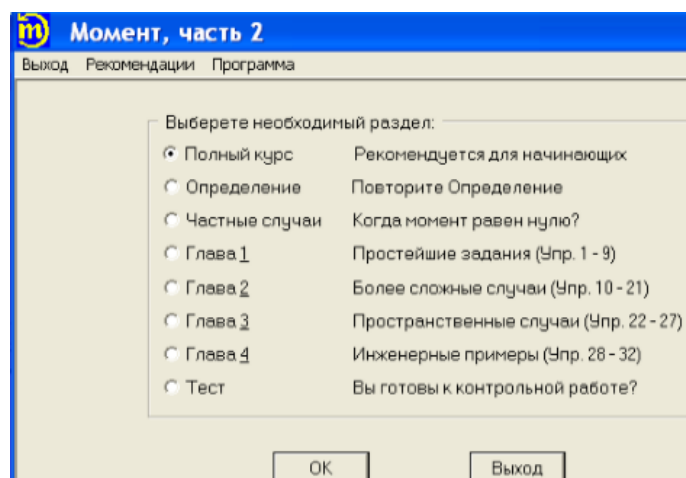 m Момент, часть 2
Выход Рекомендации Программа
Выберете необходимый раздел:
Полный курс Рекомендуется для начинающих
Определение Повторите Определение
Частные случаи Когда момент равен нулю?
Глава 1 Простейшие задания (Упр. 1 - 9)
Глава 2 Более сложные случаи (Упр. 10 - 21)
Глава 3 Пространственные случаи (Упр. 22 - 27)
Глава 4 Инженерные примеры (Упр. 28 - 32)
Тест Вы готовы к контрольной работе?
OK Выход